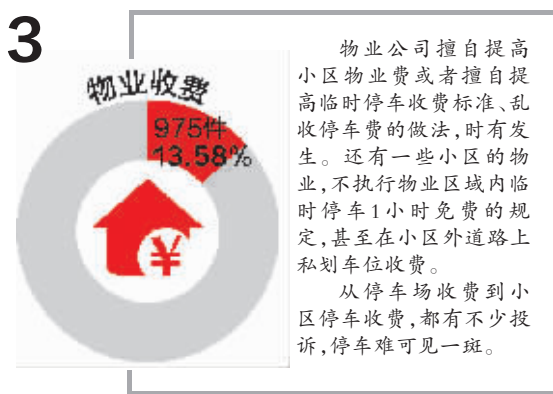 3
物业收费
975件
13.58%
¥
物业公司擅自提高
小区物业费或者擅自提
高临时停车收费标准、乱
收停车费的做法,时有发
生。还有一些小区的物
业,不执行物业区域内临
时停车1小时免费的规
定,甚至在小区外道路上
私划车位收费。
从停车场收费到小
区停车收费,都有不少投
诉,停车难可见一斑。